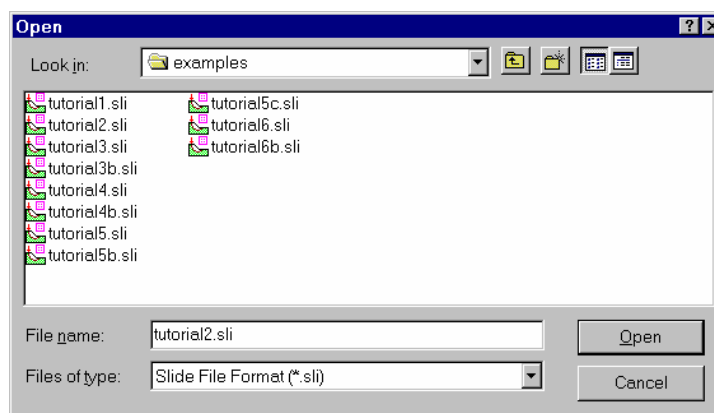 Open
Look in: examples
tutorial1.sli
tutorial2.sli
tutorial3.sli
tutorial3b.sli
tutorial4.sli
tutorial4b.sli
tutorial5.sli
tutorial5b.sli
tutorial5c.sli
tutorial6.sli
tutorial6b.sli
File name: tutorial2.sli Open
Files of type: Slide File Format (*.sli) Cancel